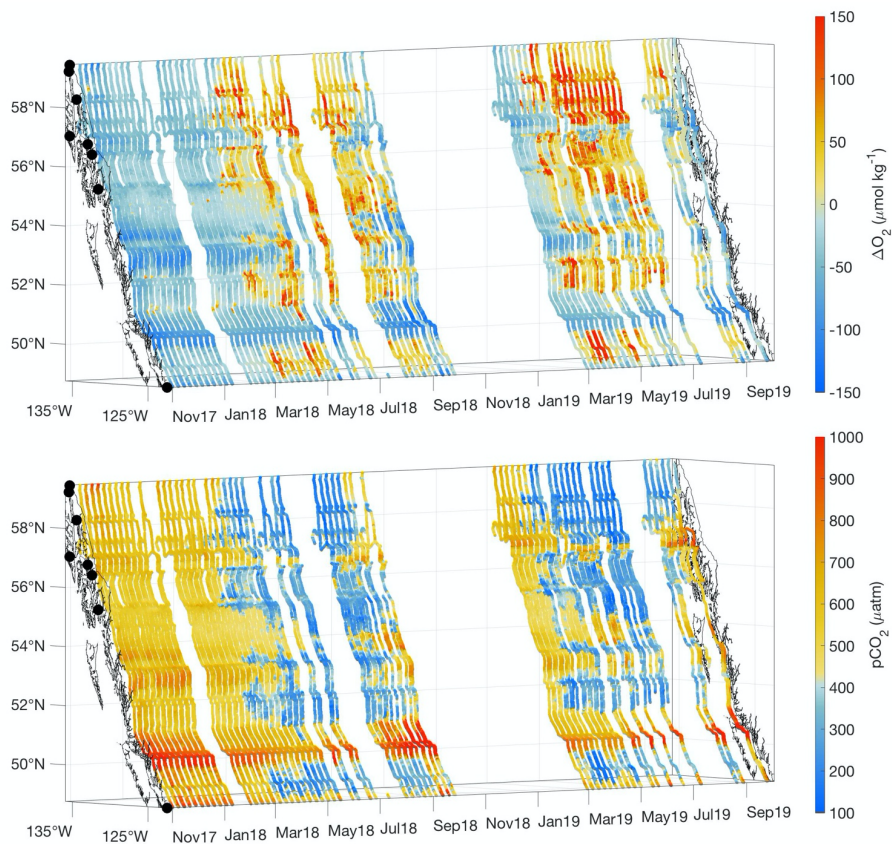 58°N
56°N
54°N
52°N
50°N
135°W
125°W
Nov17 Jan18 Mar18 May18 Jul18 Sep18 Nov18 Jan19 Mar19 May19 Jul19 Sep19
150
100
50
0
-50
-100
-150
ΔO₂ (μmol kg⁻¹)
58°N
56°N
54°N
52°N
50°N
135°W
125°W
Nov17 Jan18 Mar18 May18 Jul18 Sep18 Nov18 Jan19 Mar19 May19 Jul19 Sep19
1000
900
800
700
600
500
400
300
200
100
pCO₂ (μatm)